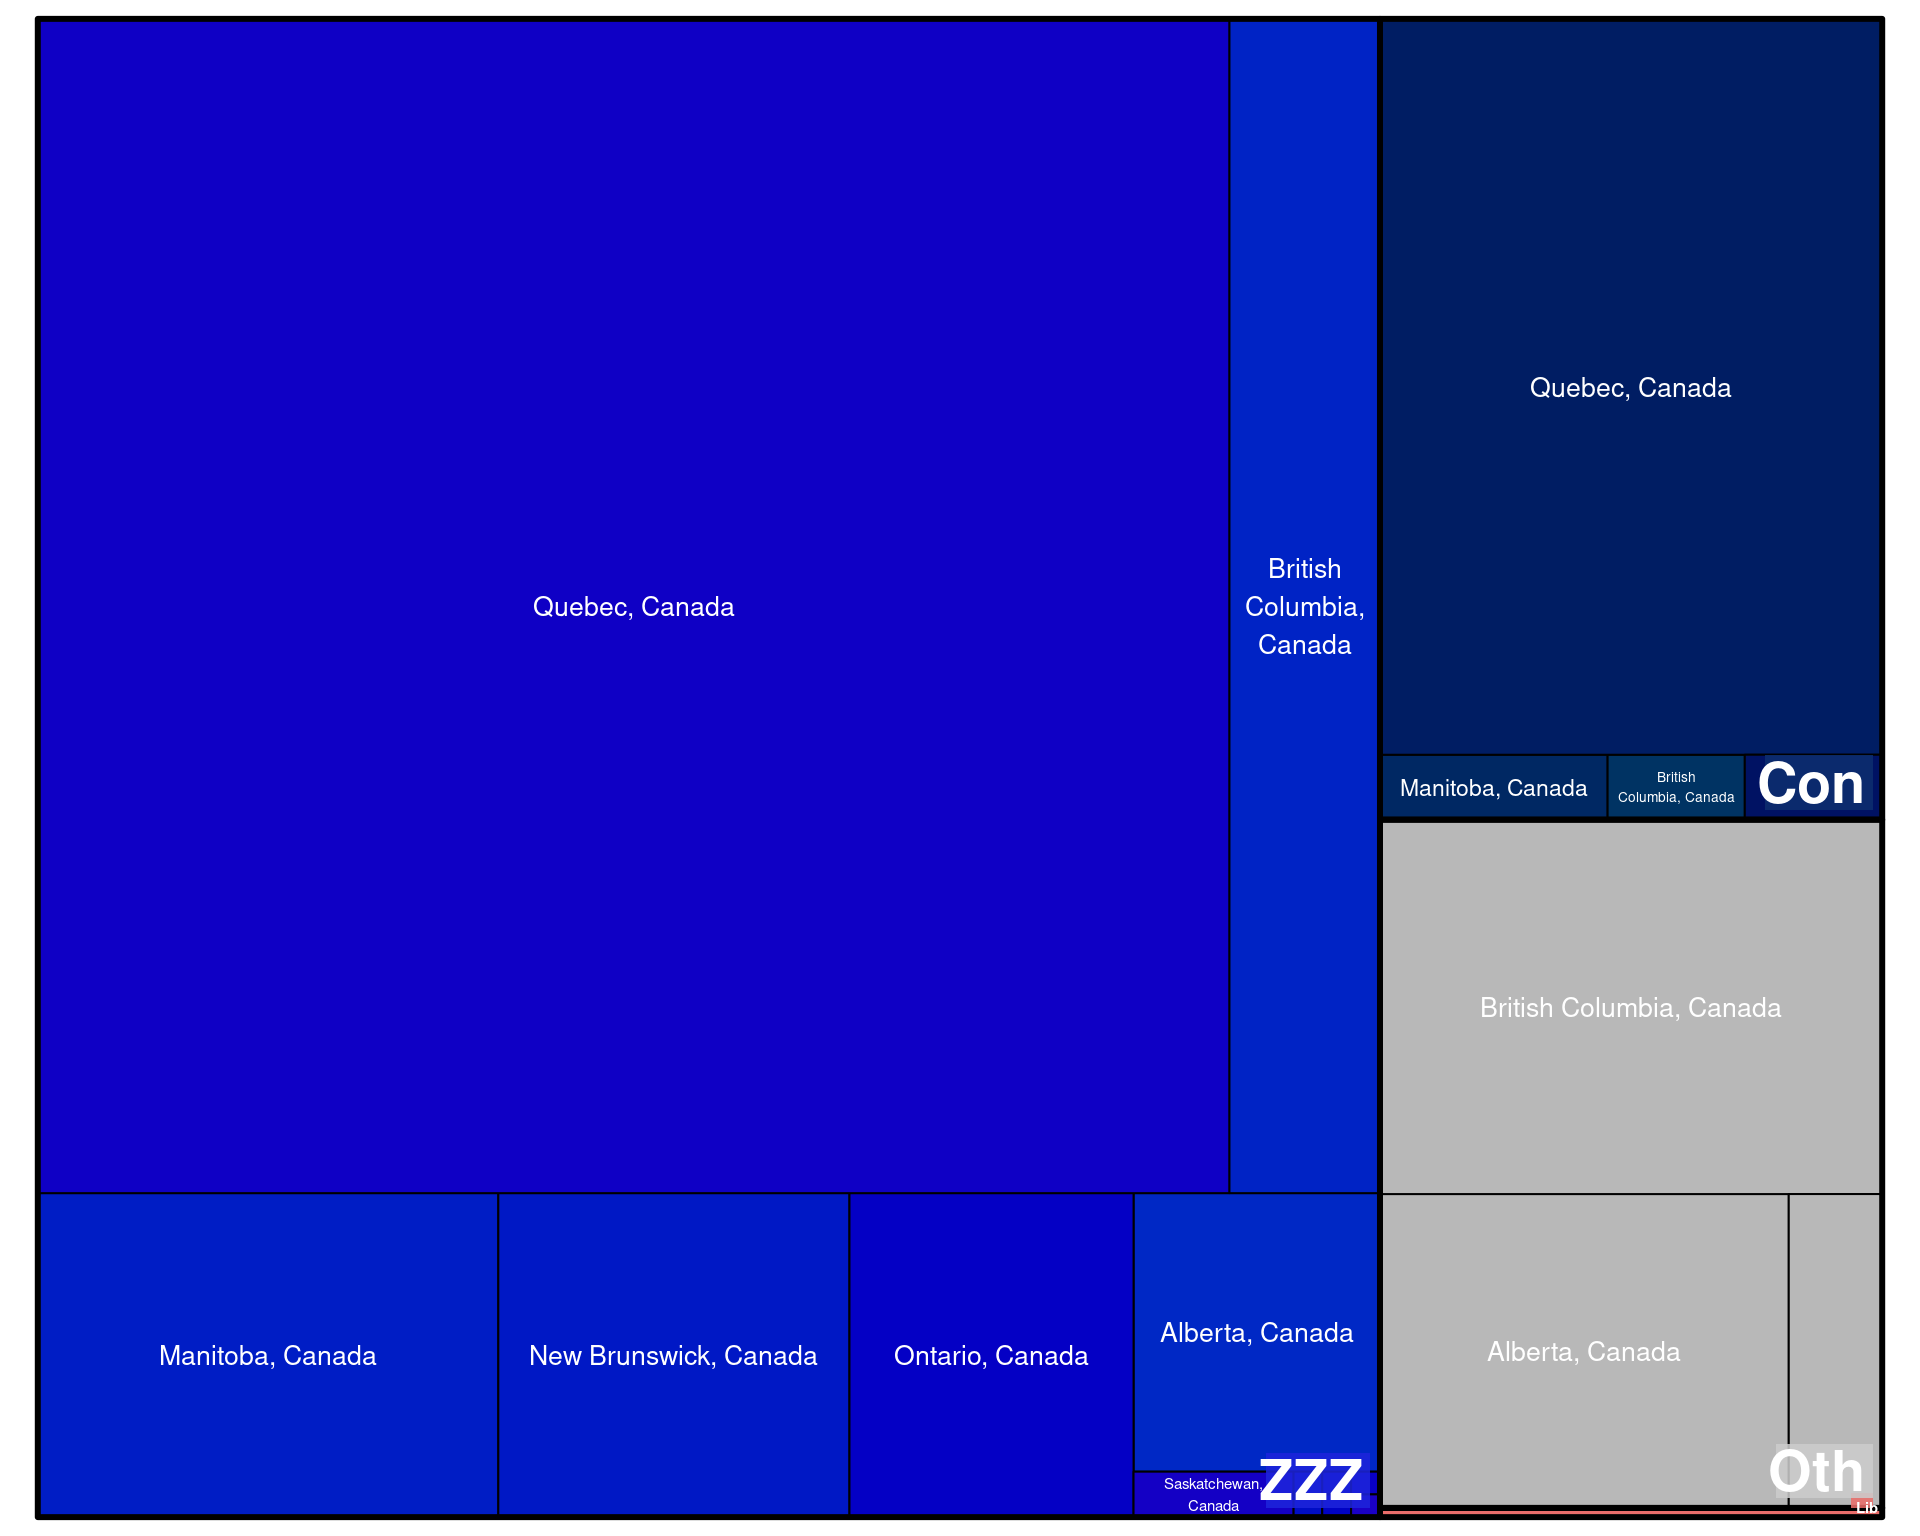 Quebec, Canada
British
Columbia,
Canada
Manitoba, Canada
New Brunswick, Canada
Ontario, Canada
Alberta, Canada
Saskatchewan,
Canada
ZZZ
Quebec, Canada
Manitoba, Canada
British
Columbia, Canada
Con
British Columbia, Canada
Alberta, Canada
Oth
Lib